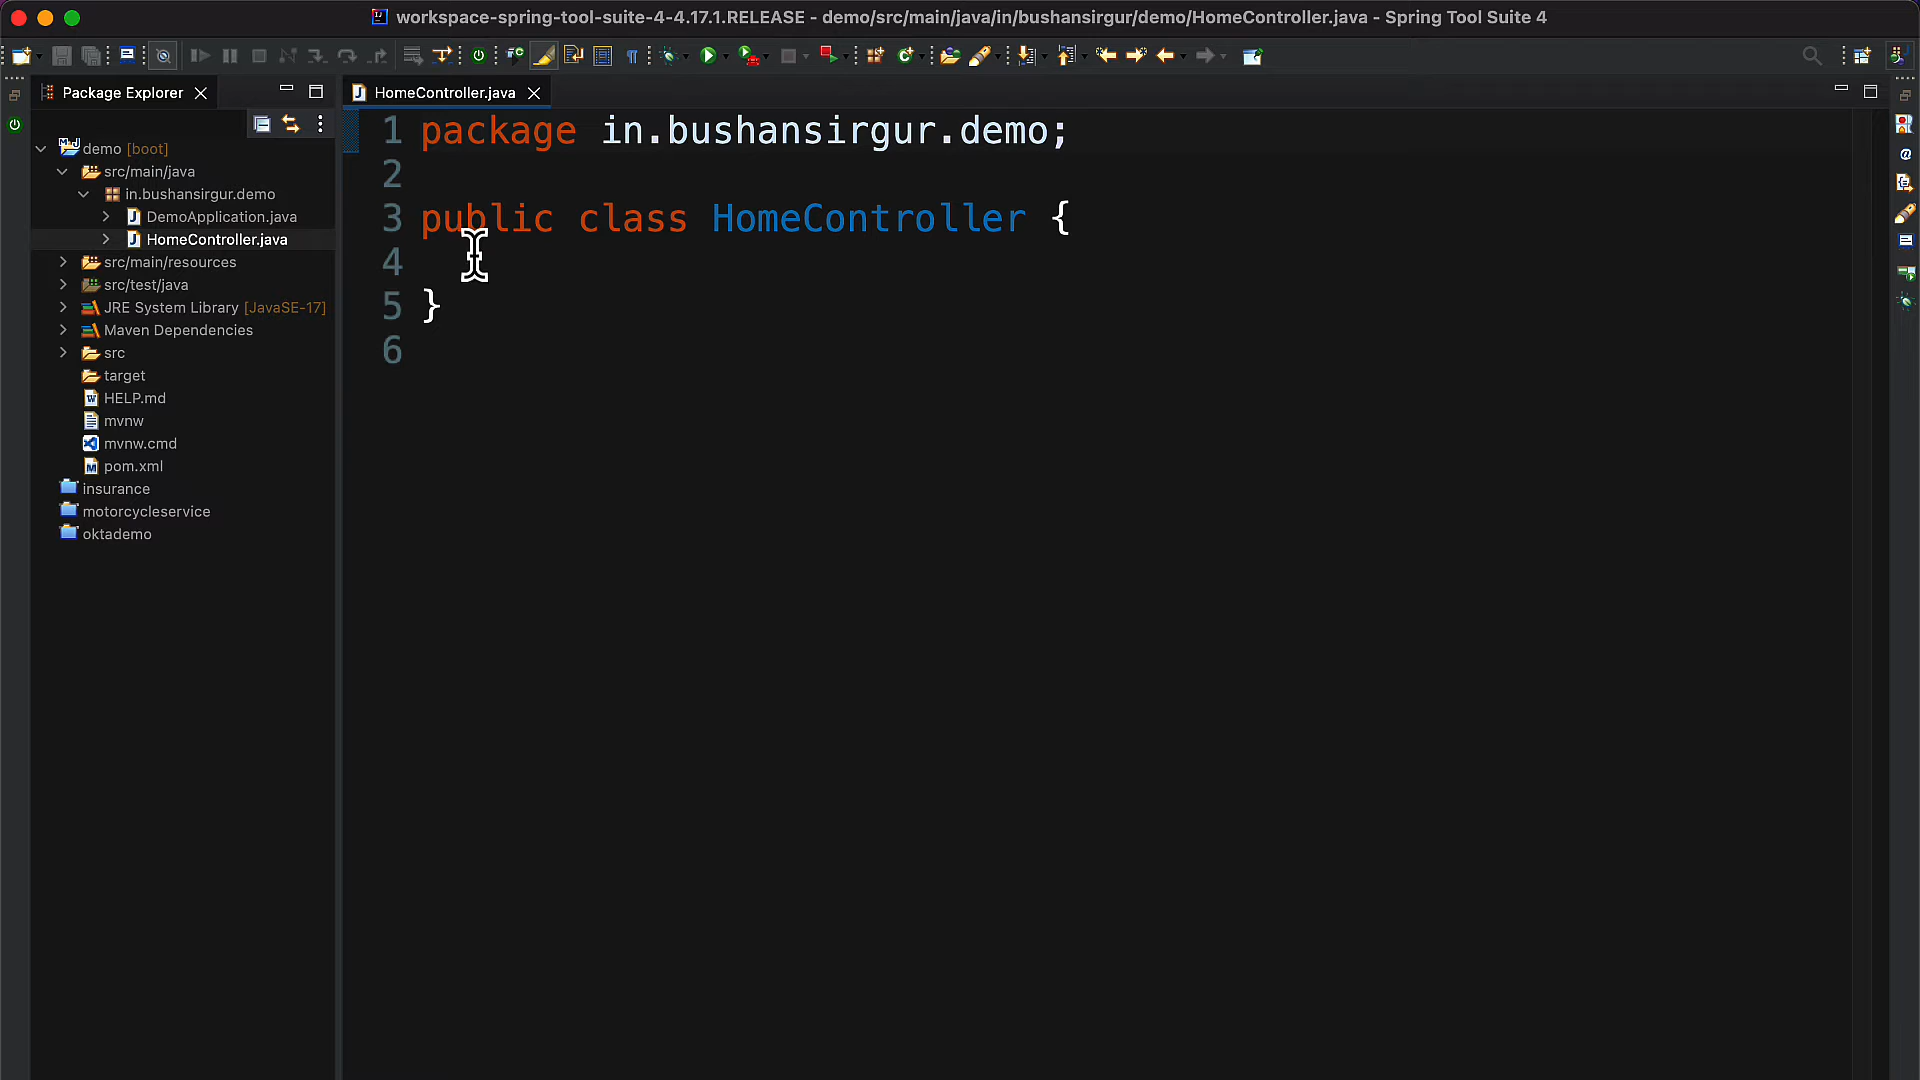 workspace-spring-tool-suite-4-4.17.1.RELEASE - demo/src/main/java/in/bushansirgur/demo/HomeController.java - Spring Tool Suite 4
Package Explorer
demo [boot]
src/main/java
in.bushansirgur.demo
DemoApplication.java
HomeController.java
src/main/resources
src/test/java
JRE System Library [JavaSE-17]
Maven Dependencies
src
target
HELP.md
mvnw
mvnw.cmd
pom.xml
insurance
motorcycleservice
oktademo
HomeController.java
1 package in.bushansirgur.demo;
2
3 public class HomeController {
4
5 }
6